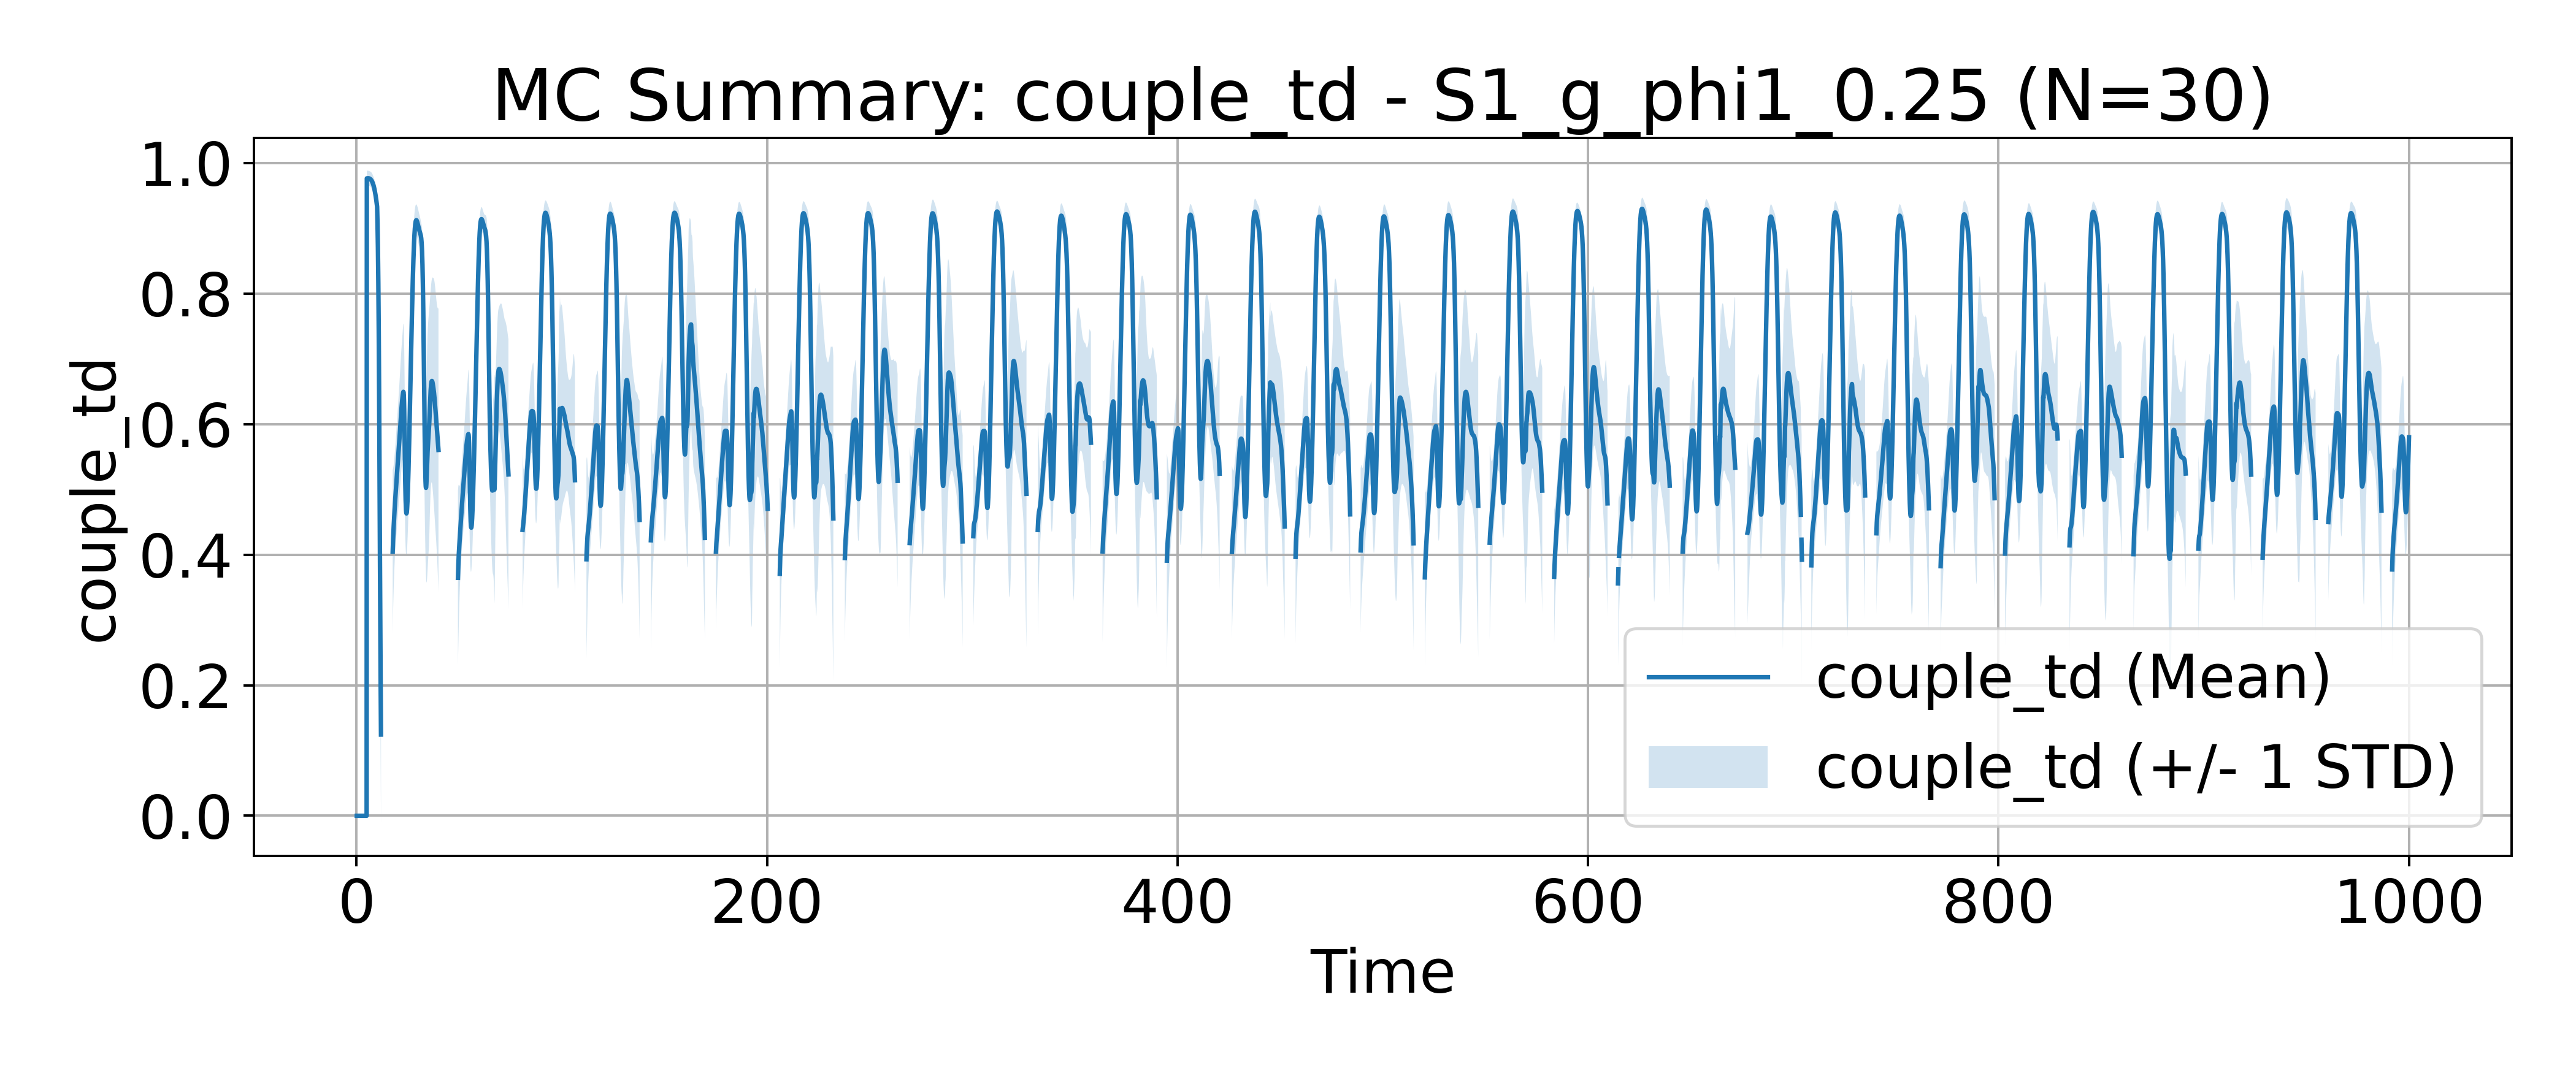 MC Summary: couple_td - S1_g_phi1_0.25 (N=30)
1.0
0.8
0.6
0.4
0.2
0.0
couple_td
0 200 400 600 800 1000
Time
couple_td (Mean)
couple_td (+/- 1 STD)